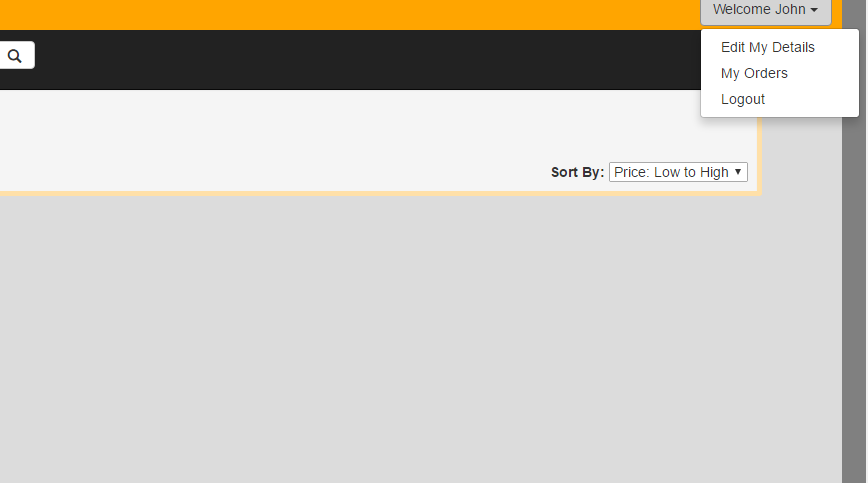 Welcome John
Edit My Details
My Orders
Logout
Sort By: Price: Low to High